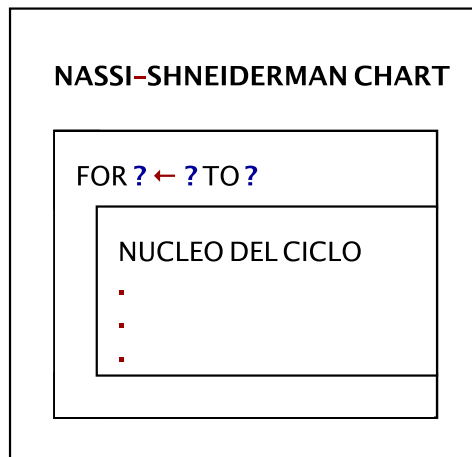 NASSI-SHNEIDERMAN CHART
FOR ? ← ? TO ?
NUCLEO DEL CICLO
.
.
.